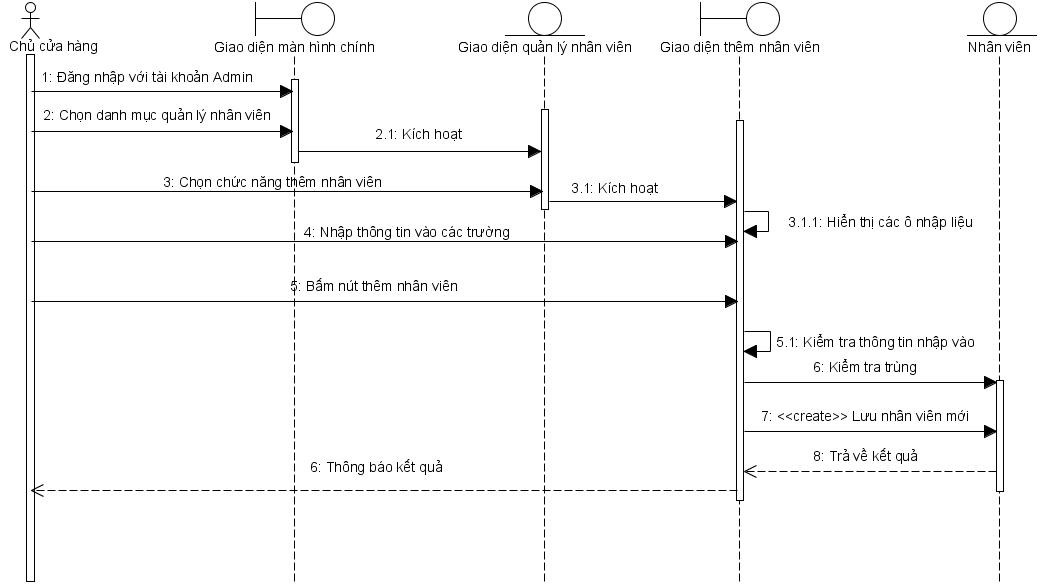 Chủ cửa hàng
Giao diện màn hình chính
Giao diện quản lý nhân viên
Giao diện thêm nhân viên
Nhân viên
1: Đăng nhập với tài khoản Admin
2: Chọn danh mục quản lý nhân viên
2.1: Kích hoạt
3: Chọn chức năng thêm nhân viên
3.1: Kích hoạt
3.1.1: Hiển thị các ô nhập liệu
4: Nhập thông tin vào các trường
5: Bấm nút thêm nhân viên
5.1: Kiểm tra thông tin nhập vào
6: Kiểm tra trùng
7: <<create>> Lưu nhân viên mới
8: Trả về kết quả
6: Thông báo kết quả